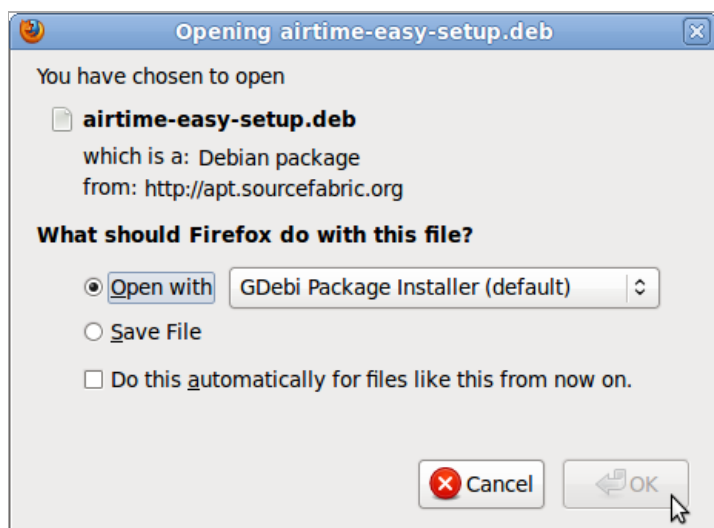 Opening airtime-easy-setup.deb
You have chosen to open
airtime-easy-setup.deb
which is a: Debian package
from: http://apt.sourcefabric.org
What should Firefox do with this file?
Open with GDebi Package Installer (default)
Save File
Do this automatically for files like this from now on.
Cancel OK